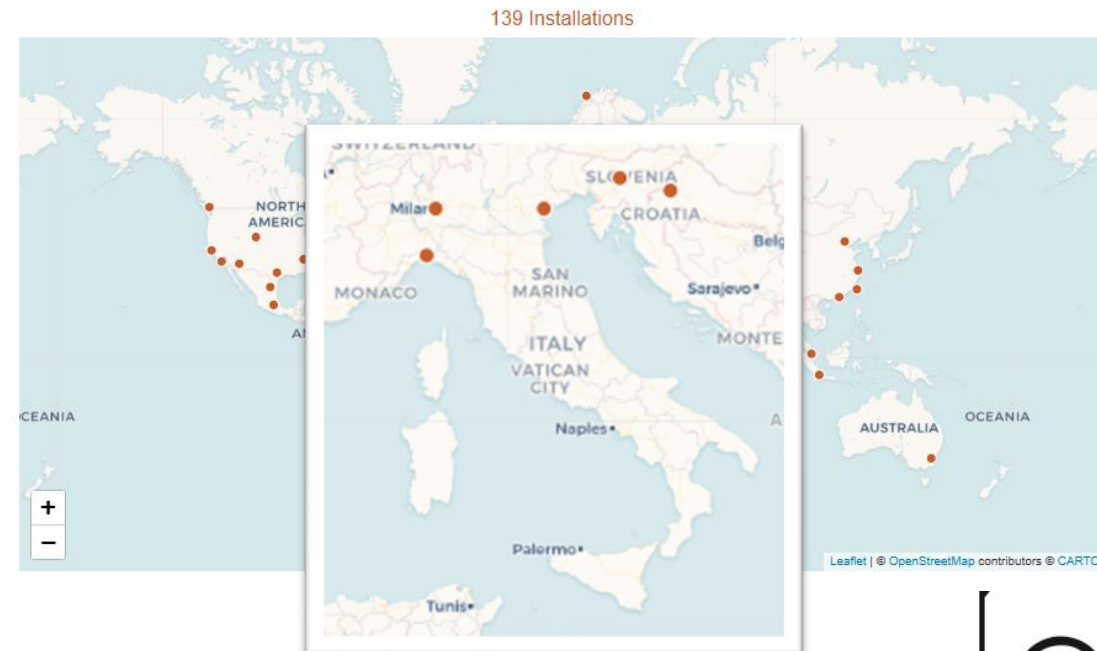 139 Installations
NORTH
AMERIC
CEANIA
SWITZERLAND
Milan
SLOVENIA
CROATIA
Belg
SAN
MARINO
MONACO
Sarajevo
MONTE
ITALY
VATICAN
CITY
Naples
Palermo
Tunis
AUSTRALIA
OCEANIA
+
−
Leaflet | © OpenStreetMap contributors © CARTO